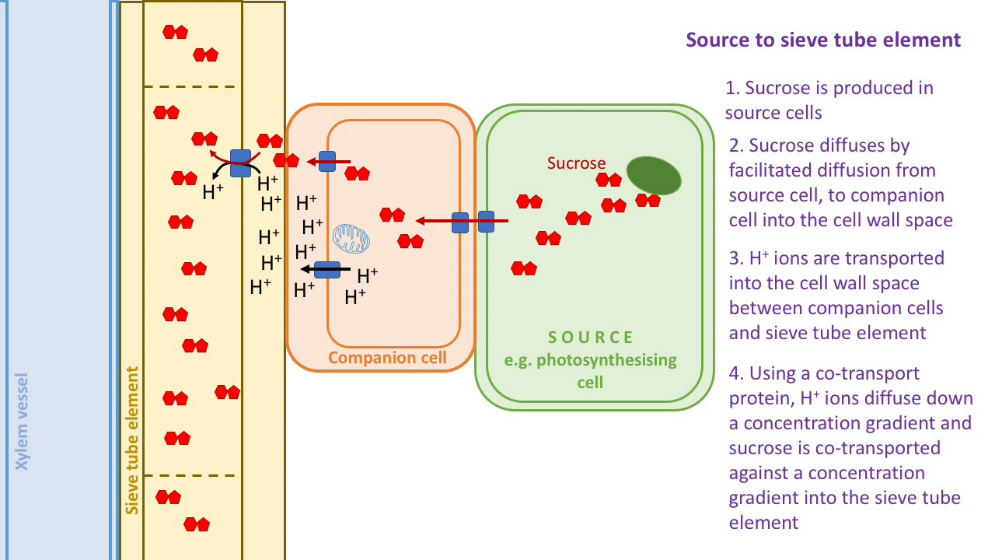 Source to sieve tube element
1. Sucrose is produced in
source cells
2. Sucrose diffuses by
facilitated diffusion from
source cell, to companion
cell into the cell wall space
3. H⁺ ions are transported
into the cell wall space
between companion cells
and sieve tube element
4. Using a co-transport
protein, H⁺ ions diffuse down
a concentration gradient and
sucrose is co-transported
against a concentration
gradient into the sieve tube
element
Xylem vessel
Sieve tube element
H⁺
H⁺
H⁺
H⁺
H⁺
H⁺
H⁺
H⁺
H⁺
H⁺
H⁺
H⁺
Companion cell
Sucrose
SOURCE
e.g. photosynthesising
cell